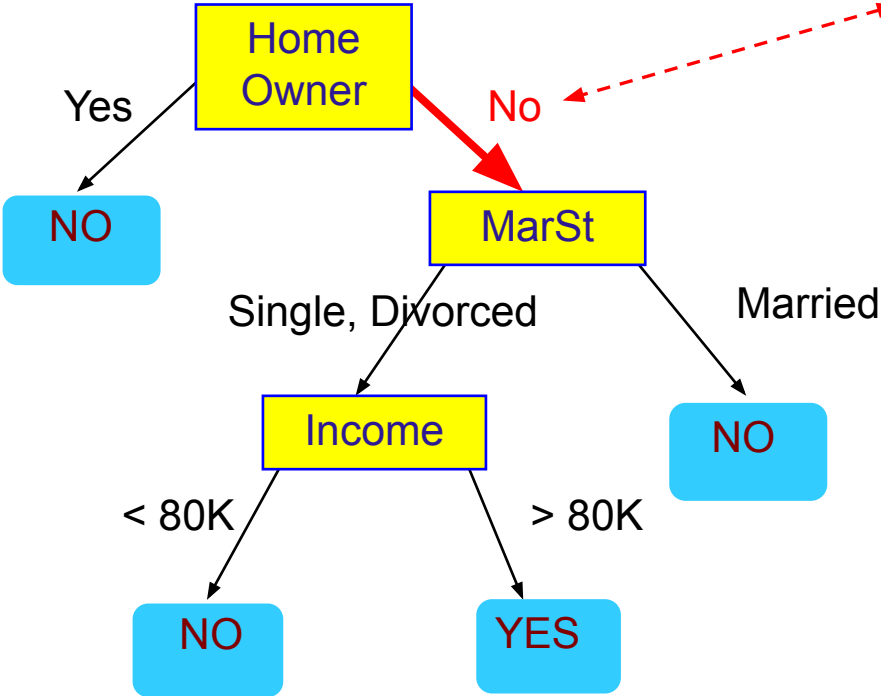 Home
Owner
Yes
No
NO
MarSt
Single, Divorced
Married
Income
NO
< 80K
> 80K
NO
YES